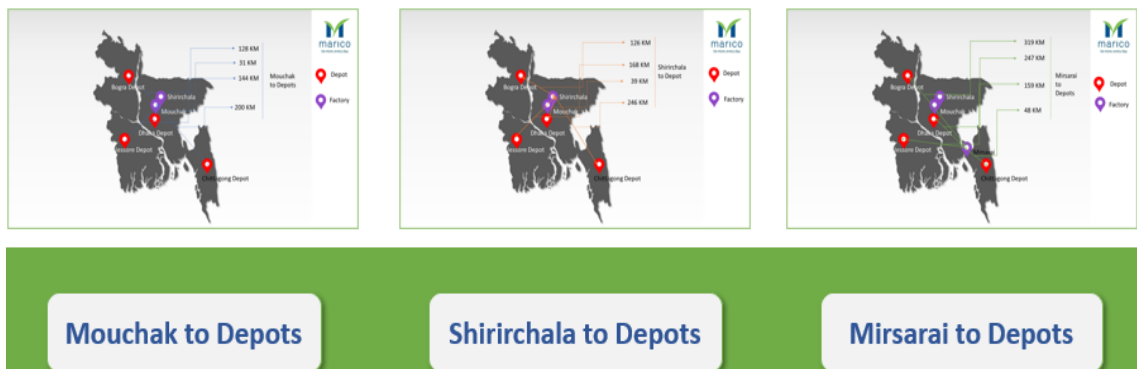 128 KM
31 KM
144 KM
200 KM
Mouchak
to Depots
Bogra Depot
Shirirchala
Mouchak
Dhaka Depot
Jessore Depot
Chittagong Depot
marico
Depot
Factory
126 KM
168 KM
39 KM
246 KM
Shirirchala
to Depot
Bogra Depot
Shirirchala
Mouchak
Dhaka Depot
Jessore Depot
Chittagong Depot
marico
Depot
Factory
319 KM
247 KM
159 KM
48 KM
Mirsarai
to
Depots
Bogra Depot
Shirirchala
Mouchak
Dhaka Depot
Jessore Depot
Mirsarai
Chittagong Depot
marico
Depot
Factory
Mouchak to Depots
Shirirchala to Depots
Mirsarai to Depots